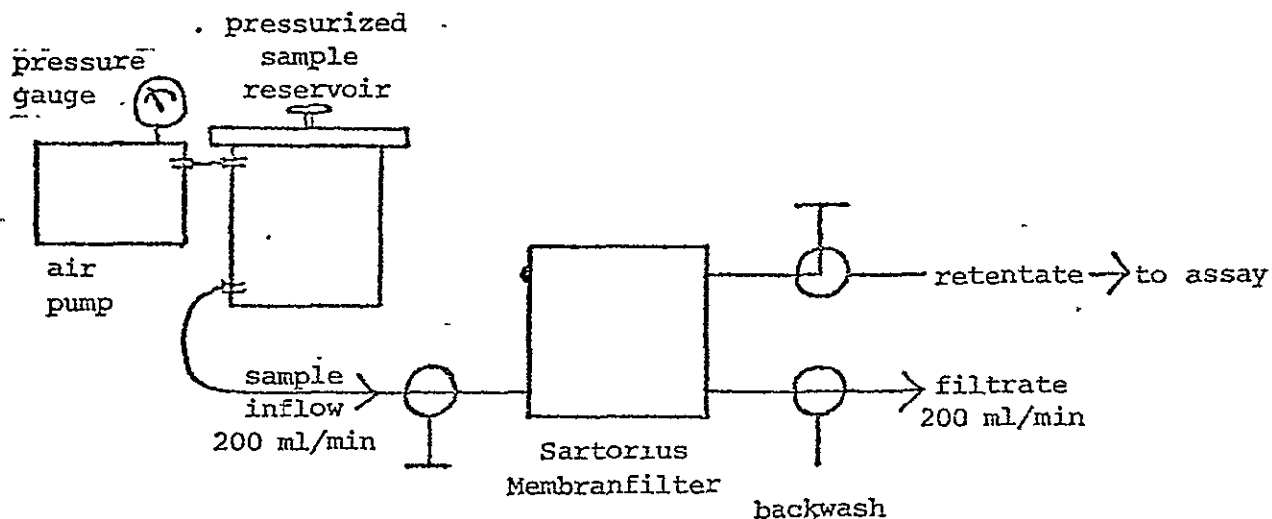 pressurized
sample
reservoir
pressure
gauge
air
pump
sample
inflow
200 ml/min
Sartorius
Membranfilter
retentate
to assay
filtrate
200 ml/min
backwash